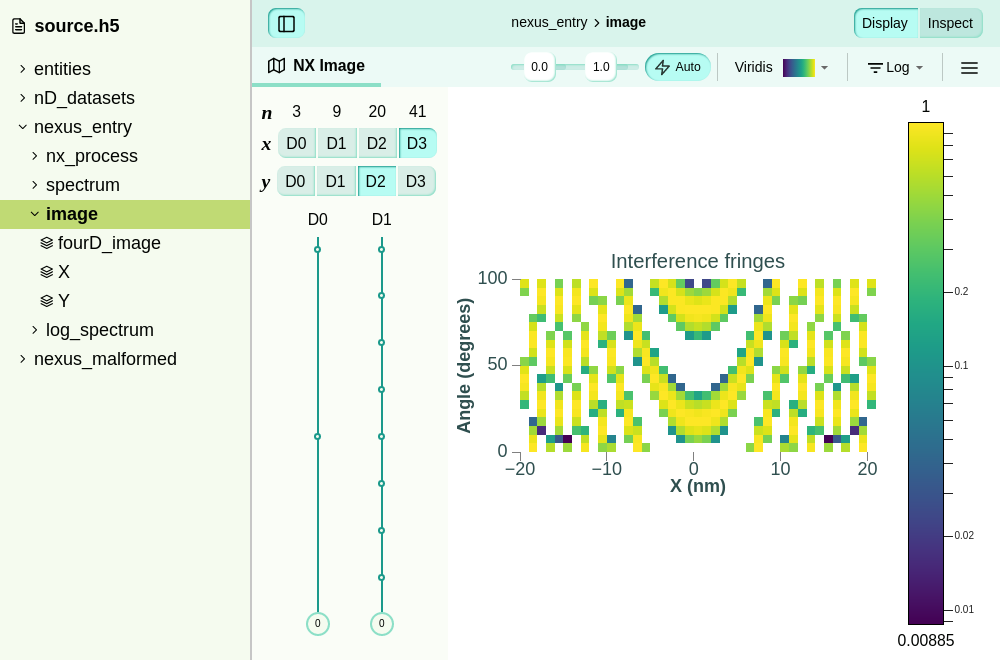 source.h5
entities
nD_datasets
nexus_entry
nx_process
spectrum
image
fourD_image
X
Y
log_spectrum
nexus_malformed
nexus_entry > image
Display Inspect
NX Image
0.0 1.0 Auto Viridis Log
n 3 9 20 41
x D0 D1 D2 D3
y D0 D1 D2 D3
D0 D1
0 0
Interference fringes
Angle (degrees)
100
50
0
−20 −10 0 10 20
X (nm)
1
0.2
0.1
0.02
0.01
0.00885